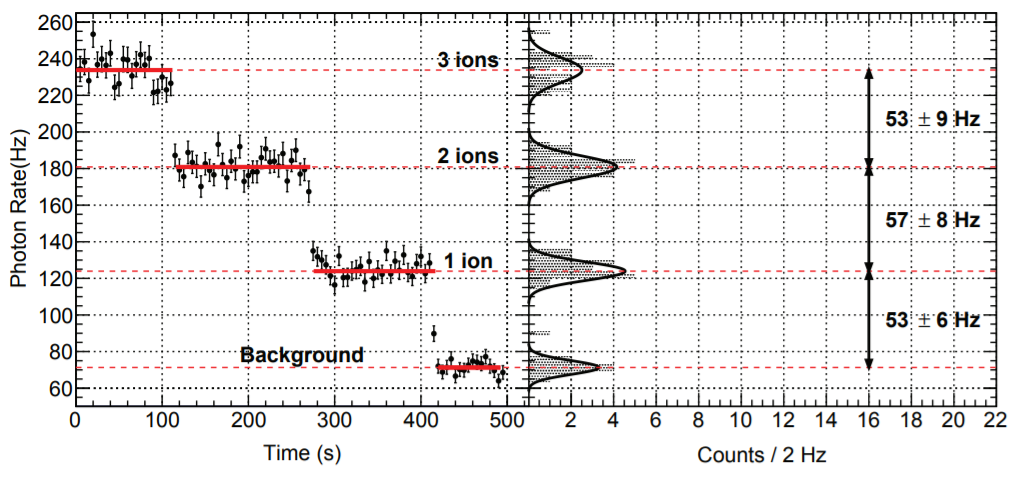 260
240
220
200
180
160
140
120
100
80
60
Photon Rate/(Hz)
3 ions
2 ions
1 ion
Background
53 ± 9 Hz
57 ± 8 Hz
53 ± 6 Hz
0 100 200 300 400 500
2 4 6 8 10 12 14 16 18 20 22
Time (s)
Counts / 2 Hz